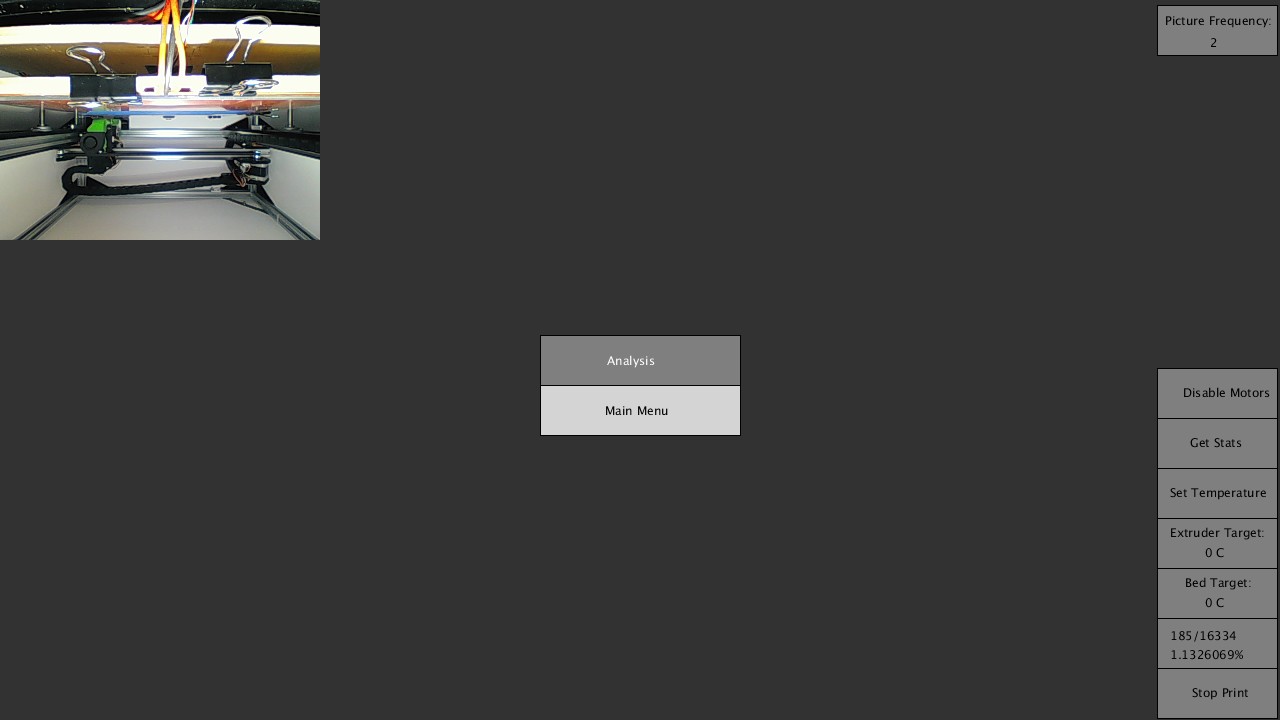 Picture Frequency:
2
Analysis
Main Menu
Disable Motors
Get Stats
Set Temperature
Extruder Target:
0 C
Bed Target:
0 C
185/16334
1.1326069%
Stop Print